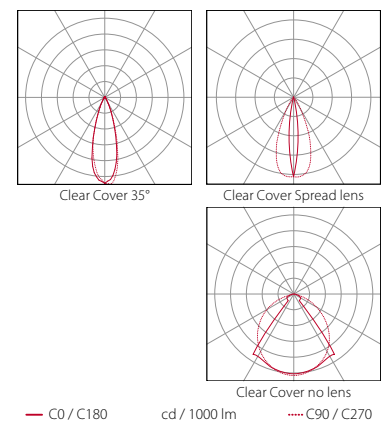 Clear Cover 35°
Clear Cover Spread lens
Clear Cover no lens
C0 / C180 cd / 1000 lm C90 / C270